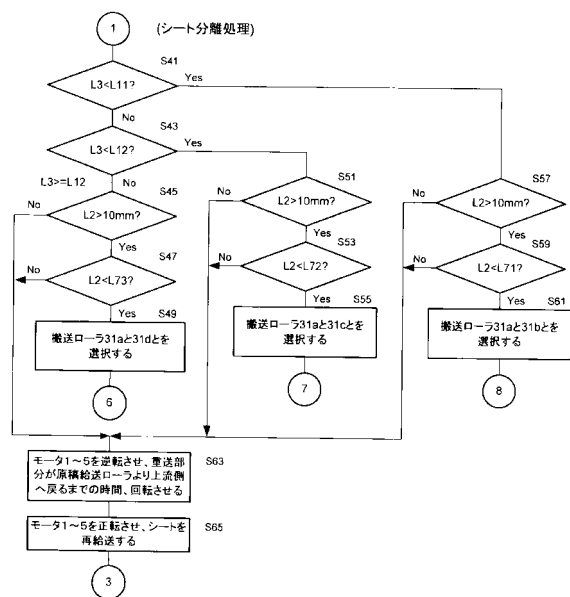 1
(シート分離処理)
S41
L3<L11?
Yes
No
S43
L3<L12?
Yes
L3>=L12
No
S45
No
L2>10mm?
Yes
S47
No
L2<L73?
Yes
S49
搬送ローラ31aと31dとを
選択する
6
S51
No
L2>10mm?
Yes
S53
No
L2<L72?
Yes
S55
搬送ローラ31aと31cとを
選択する
7
S57
No
L2>10mm?
Yes
S59
No
L2<L71?
Yes
S61
搬送ローラ31aと31bとを
選択する
8
モータ1~5を逆転させ、重送部
分が原稿給送ローラより上流側
へ戻るまでの時間、回転させる
S63
モータ1~5を正転させ、シートを
再給送する
S65
3